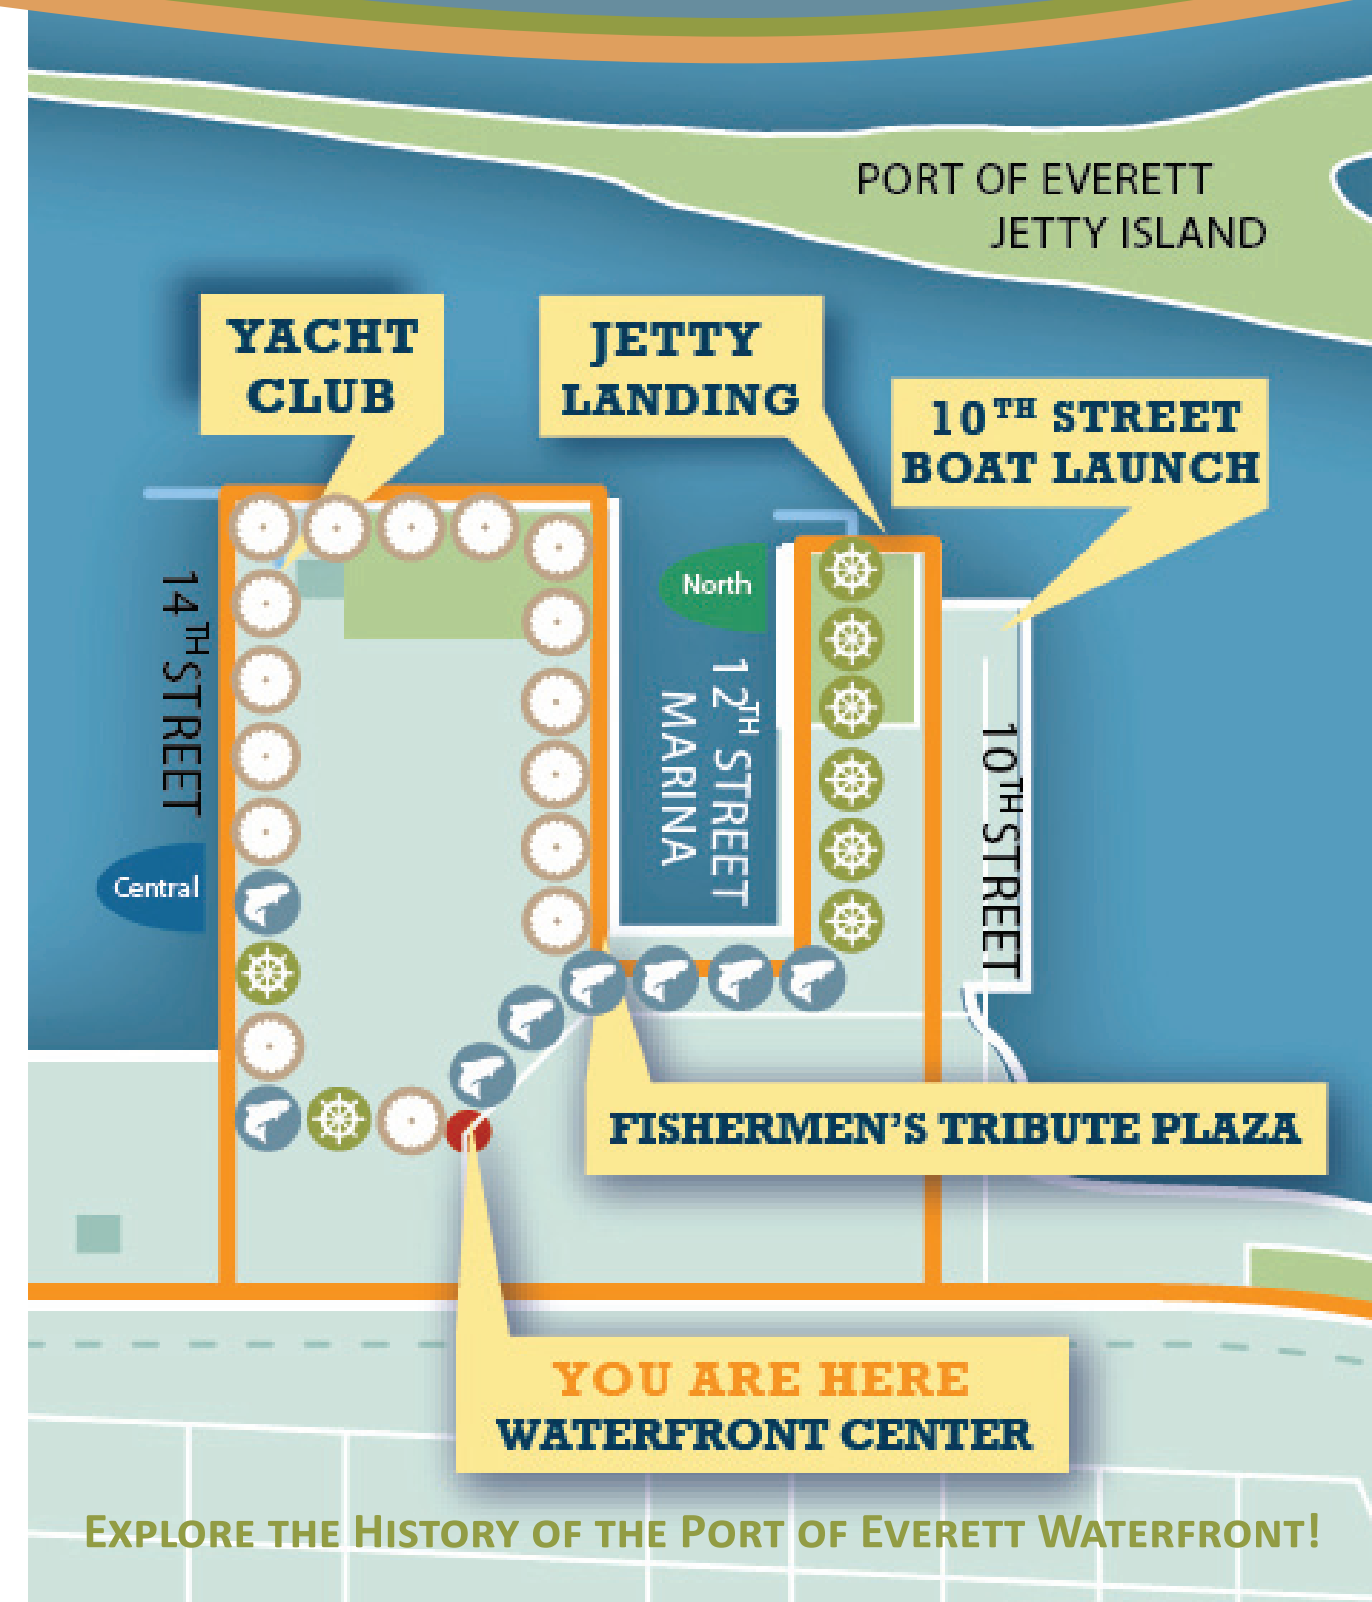 PORT OF EVERETT
JETTY ISLAND
YACHT
CLUB
JETTY
LANDING
10TH STREET
BOAT LAUNCH
North
14TH STREET
12TH STREET
MARINA
10TH STREET
Central
FISHERMEN'S TRIBUTE PLAZA
YOU ARE HERE
WATERFRONT CENTER
EXPLORE THE HISTORY OF THE PORT OF EVERETT WATERFRONT!